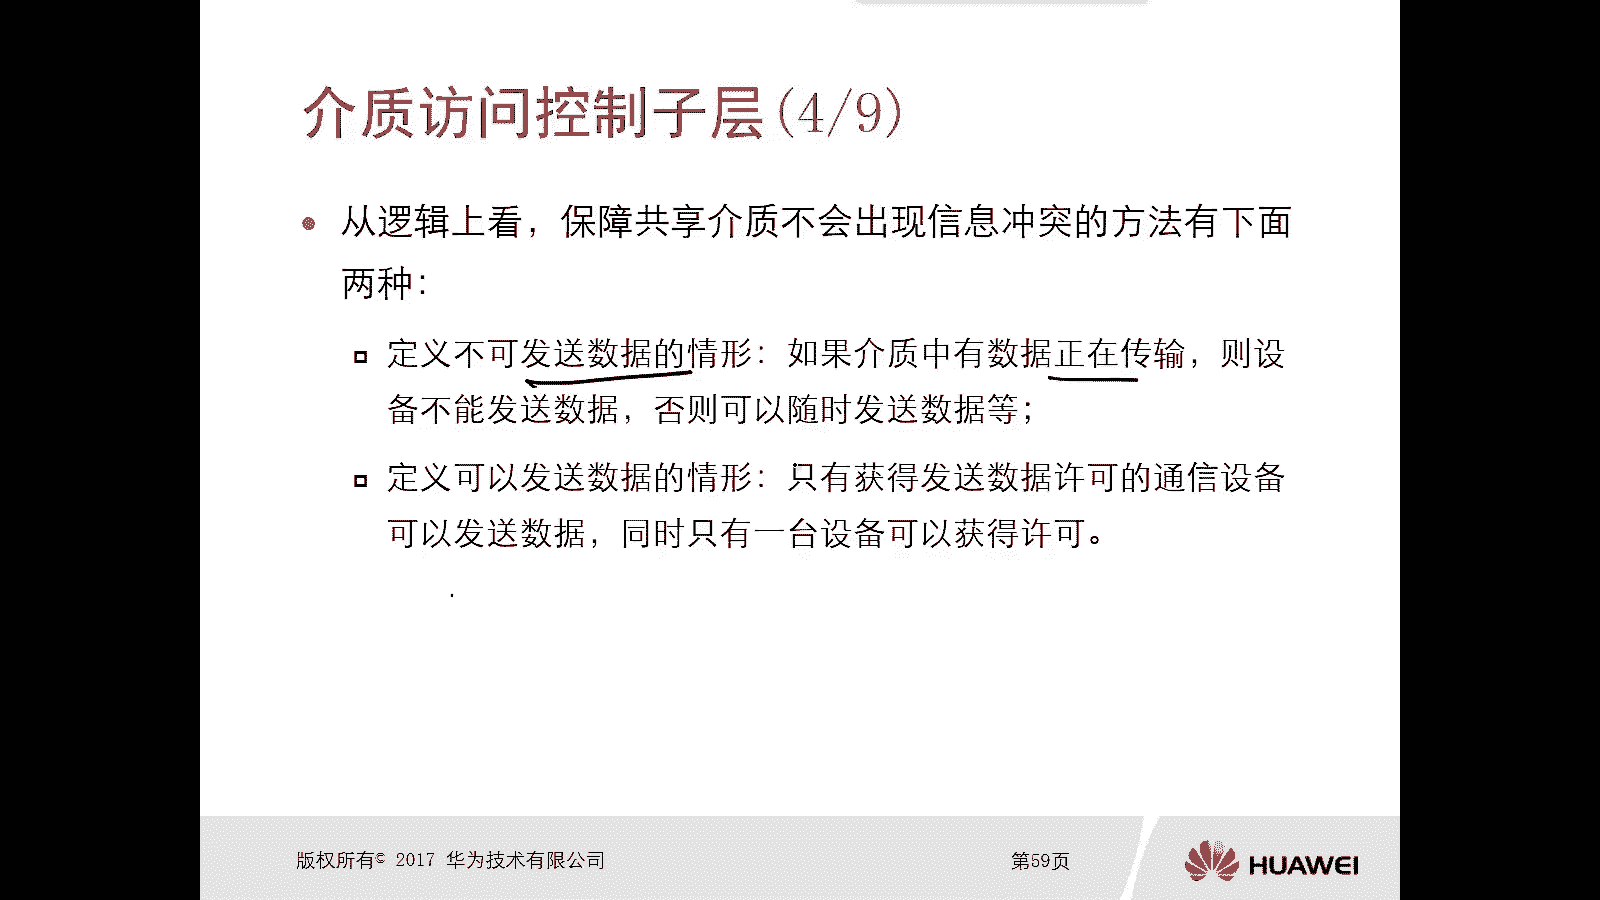 介质访问控制子层(4/9)
从逻辑上看，保障共享介质不会出现信息冲突的方法有下面
两种：
定义不可发送数据的情形：如果介质中有数据正在传输，则设
备不能发送数据，否则可以随时发送数据等；
定义可以发送数据的情形：只有获得发送数据许可的通信设备
可以发送数据，同时只有一台设备可以获得许可。
版权所有© 2017 华为技术有限公司
第59页
HUAWEI